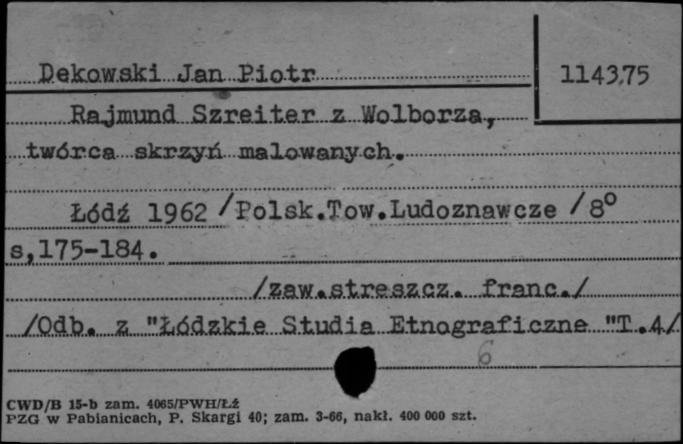 Dekowski Jan Piotr
114375
Rajmund Szreiter z Wolborza,
twórca skrzyń malowanych.
Łódź 1962 /Polsk.Tow.Ludoznawcze /8°
s,175-184.
/zaw.streszcz. franc./
/Odb. z "Łódzkie Studia Etnograficzne "T.4/
6
CWD/B 15-b zam. 4065/PWH/Łź
PZG w Pabianicach, P. Skargi 40; zam. 3-66, nakł. 400 000 szt.